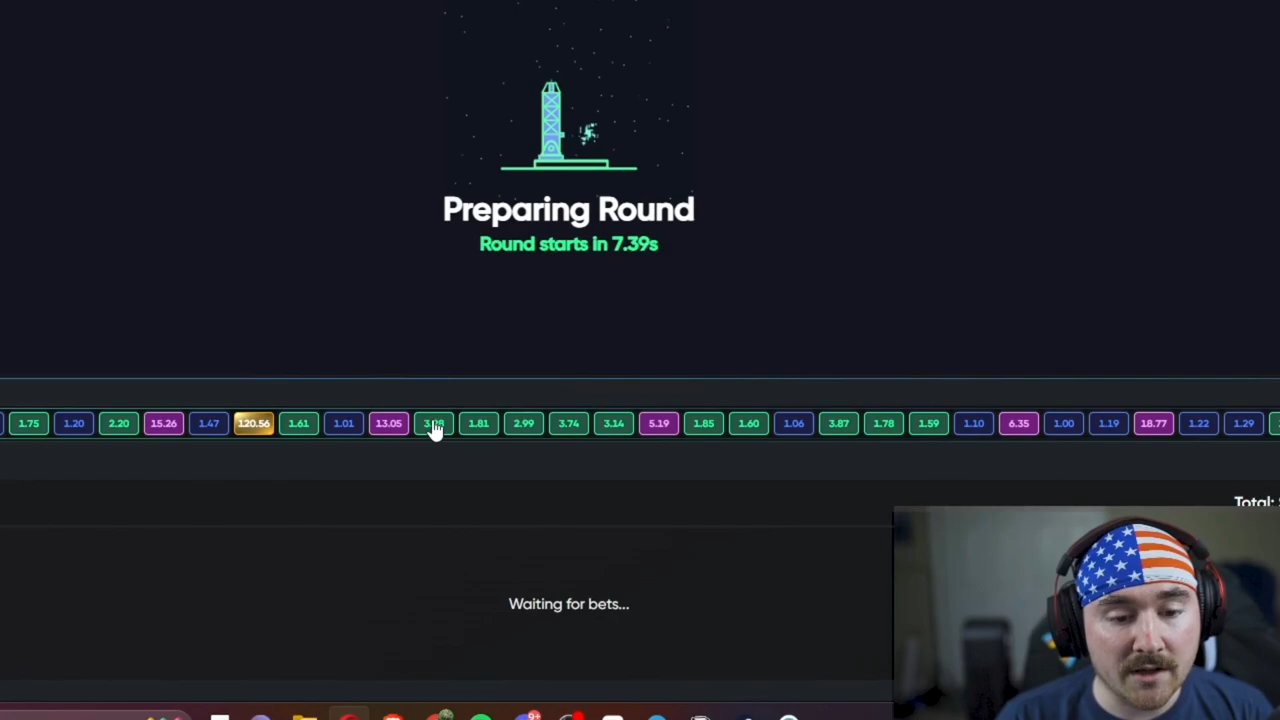 Preparing Round
Round starts in 7.39s
1.75 1.20 2.20 15.26 1.47 120.56 1.61 1.01 13.05 1.81 2.99 3.74 3.14 5.19 1.85 1.60 1.06 3.87 1.78 1.59 1.10 6.35 1.00 1.19 18.77 1.22 1.29
Total:
Waiting for bets...